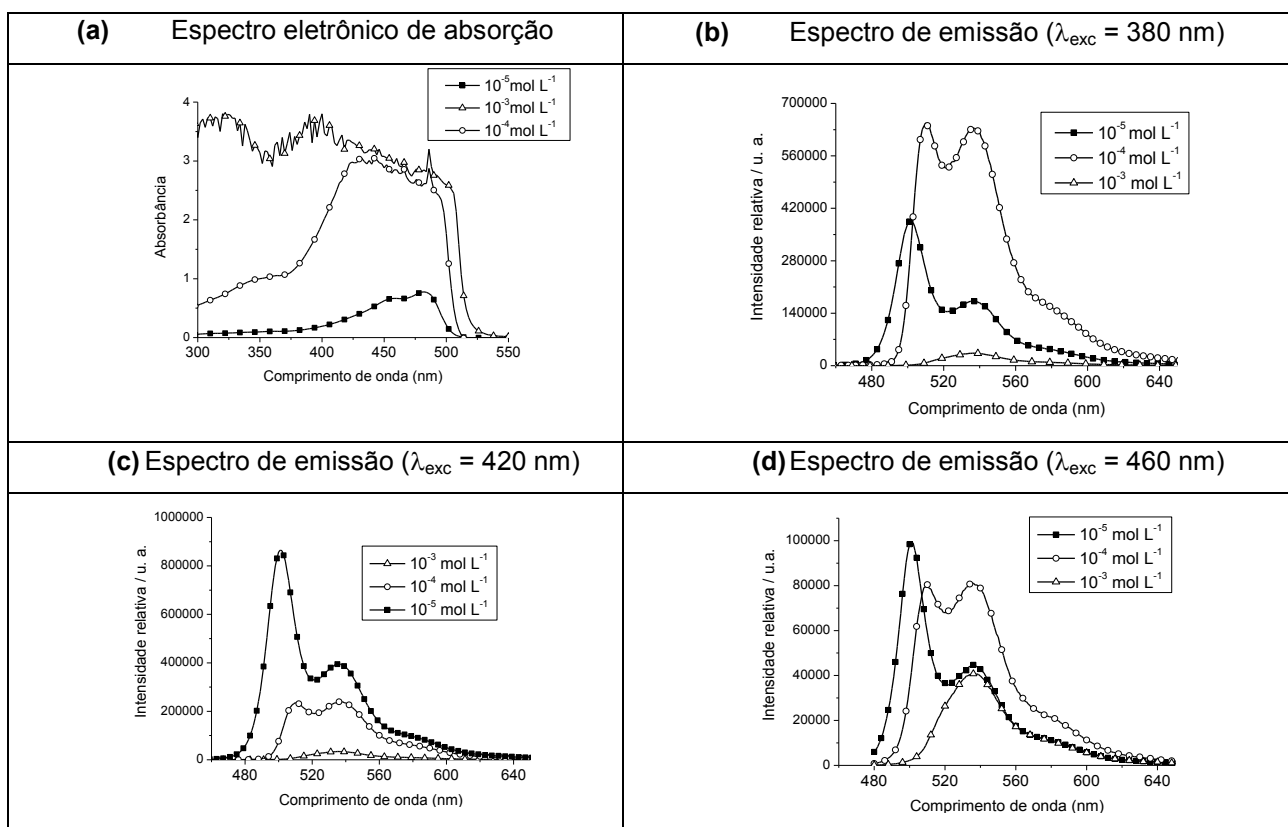 (a) Espectro eletrônico de absorção
10⁻⁵mol L⁻¹
10⁻³mol L⁻¹
10⁻⁴mol L⁻¹
Absorbância
4
3
2
1
0
300 350 400 450 500 550
Comprimento de onda (nm)
(b) Espectro de emissão (λexc = 380 nm)
10⁻⁵ mol L⁻¹
10⁻⁴ mol L⁻¹
10⁻³ mol L⁻¹
Intensidade relativa / u. a.
700000
560000
420000
280000
140000
0
480 520 560 600 640
Comprimento de onda (nm)
(c) Espectro de emissão (λexc = 420 nm)
10⁻³ mol L⁻¹
10⁻⁴ mol L⁻¹
10⁻⁵ mol L⁻¹
Intensidade relativa / u. a.
1000000
800000
600000
400000
200000
0
480 520 560 600 640
Comprimento de onda (nm)
(d) Espectro de emissão (λexc = 460 nm)
10⁻⁵ mol L⁻¹
10⁻⁴ mol L⁻¹
10⁻³ mol L⁻¹
Intensidade relativa / u.a.
100000
80000
60000
40000
20000
0
480 520 560 600 640
Comprimento de onda (nm)